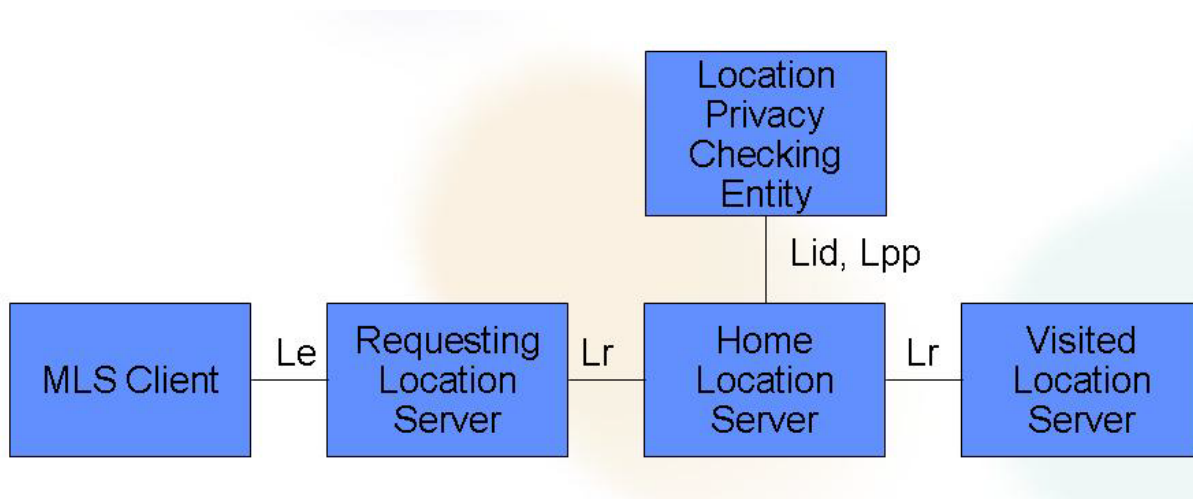 Location
Privacy
Checking
Entity
Lid, Lpp
MLS Client
Le
Requesting
Location
Server
Lr
Home
Location
Server
Lr
Visited
Location
Server